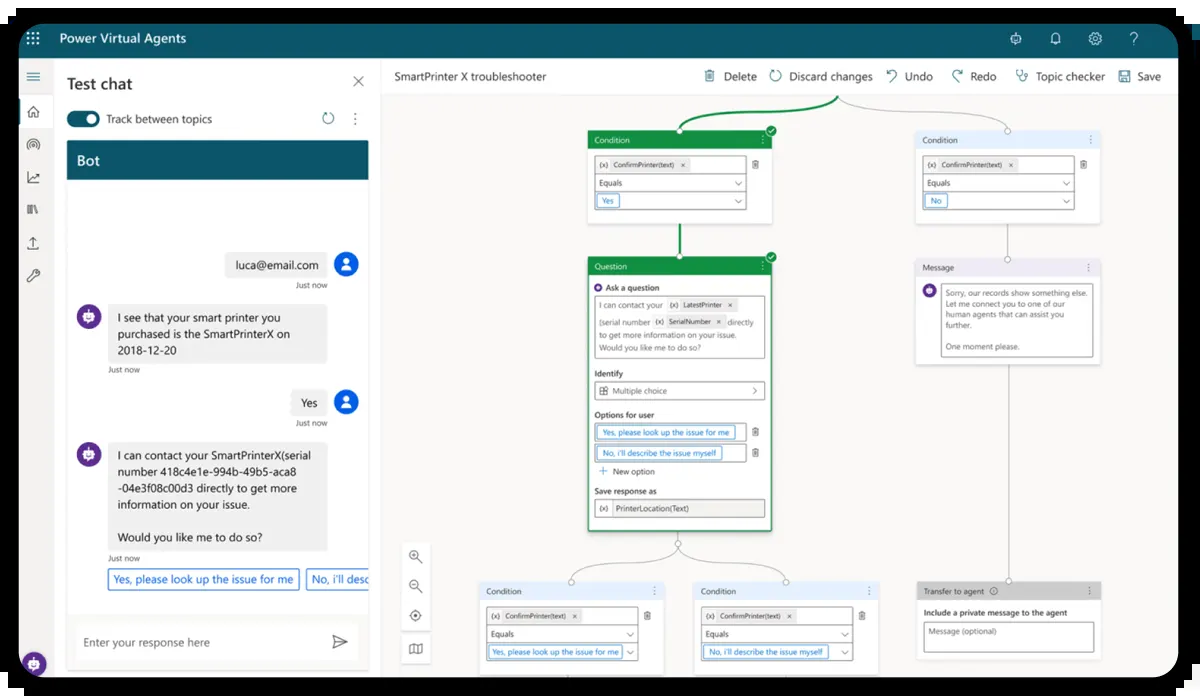 Power Virtual Agents
?
Test chat
Track between topics
Bot
luca@email.com
Just now
I see that your smart printer you
purchased is the SmartPrinterX on
2018-12-20
Just now
Yes
Just now
I can contact your SmartPrinterX(serial
number 418c4e1e-994b-49b5-aca8
-04e3f08c00d3 directly to get more
information on your issue.
Would you like me to do so?
Just now
Yes, please look up the issue for me
No, i'll desc
Enter your response here
SmartPrinter X troubleshooter
Delete
Discard changes
Undo
Redo
Topic checker
Save
Condition
(x) ConfirmPrinter(text) ×
Equals
Yes
Condition
(x) ConfirmPrinter(text) ×
Equals
No
Question
Ask a question
I can contact your (x) LatestPrinter ×
(serial number (x) SerialNumber × directly
to get more information on your issue.
Would you like me to do so?
Identify
Multiple choice
Options for user
Yes, please look up the issue for me
No, i'll describe the issue myself
+ New option
Save response as
(x) PrinterLocation(Text)
Message
Sorry, our records show something else.
Let me connect you to one of our
human agents that can assist you
further.
One moment please.
Condition
(x) ConfirmPrinter(text) ×
Equals
Yes, please look up the issue for me
Condition
(x) ConfirmPrinter(text) ×
Equals
No, i'll describe the issue myself
Transfer to agent
Include a private message to the agent
Message (optional)